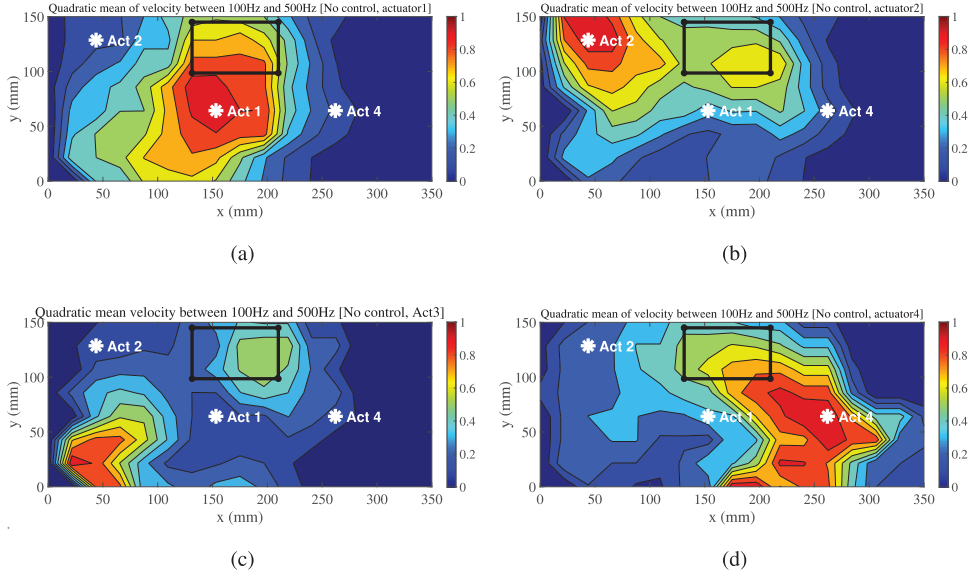 Quadratic mean of velocity between 100Hz and 500Hz [No control, actuator1]
150
100
50
0
y (mm)
Act 2
Act 1
Act 4
0 50 100 150 200 250 300 350
x (mm)
1
0.8
0.6
0.4
0.2
0
(a)
Quadratic mean of velocity between 100Hz and 500Hz [No control, actuator2]
150
100
50
0
y (mm)
Act 2
Act 1
Act 4
0 50 100 150 200 250 300 350
x (mm)
1
0.8
0.6
0.4
0.2
0
(b)
Quadratic mean velocity between 100Hz and 500Hz [No control, Act3]
150
100
50
0
y (mm)
Act 2
Act 1
Act 4
0 50 100 150 200 250 300 350
x (mm)
1
0.8
0.6
0.4
0.2
0
(c)
Quadratic mean of velocity between 100Hz and 500Hz [No control, actuator4]
150
100
50
0
y (mm)
Act 2
Act 1
Act 4
0 50 100 150 200 250 300 350
x (mm)
1
0.8
0.6
0.4
0.2
0
(d)